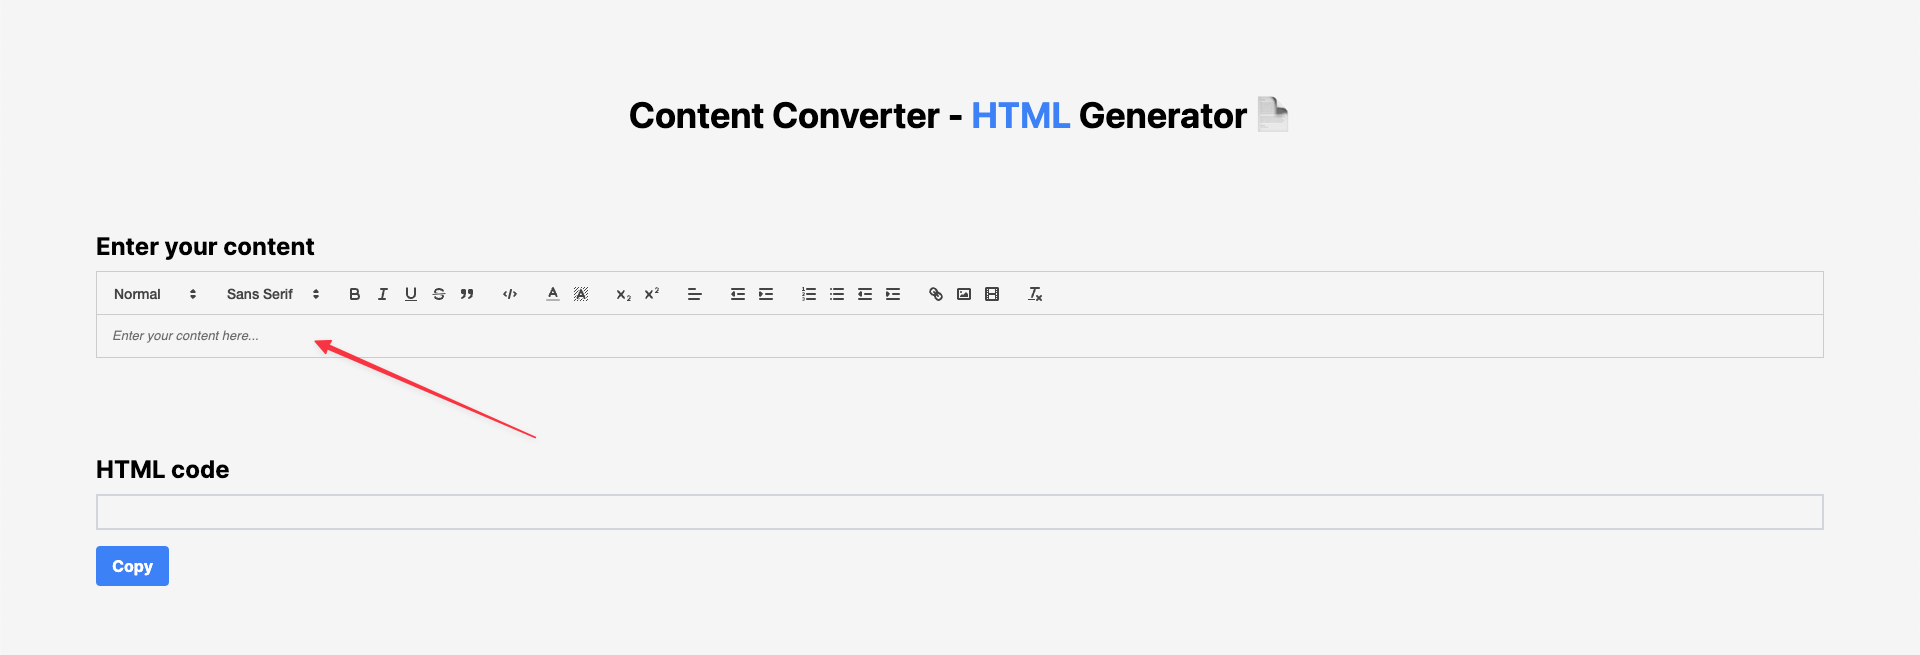 Content Converter - HTML Generator
Enter your content
Normal Sans Serif
Enter your content here...
HTML code
Copy